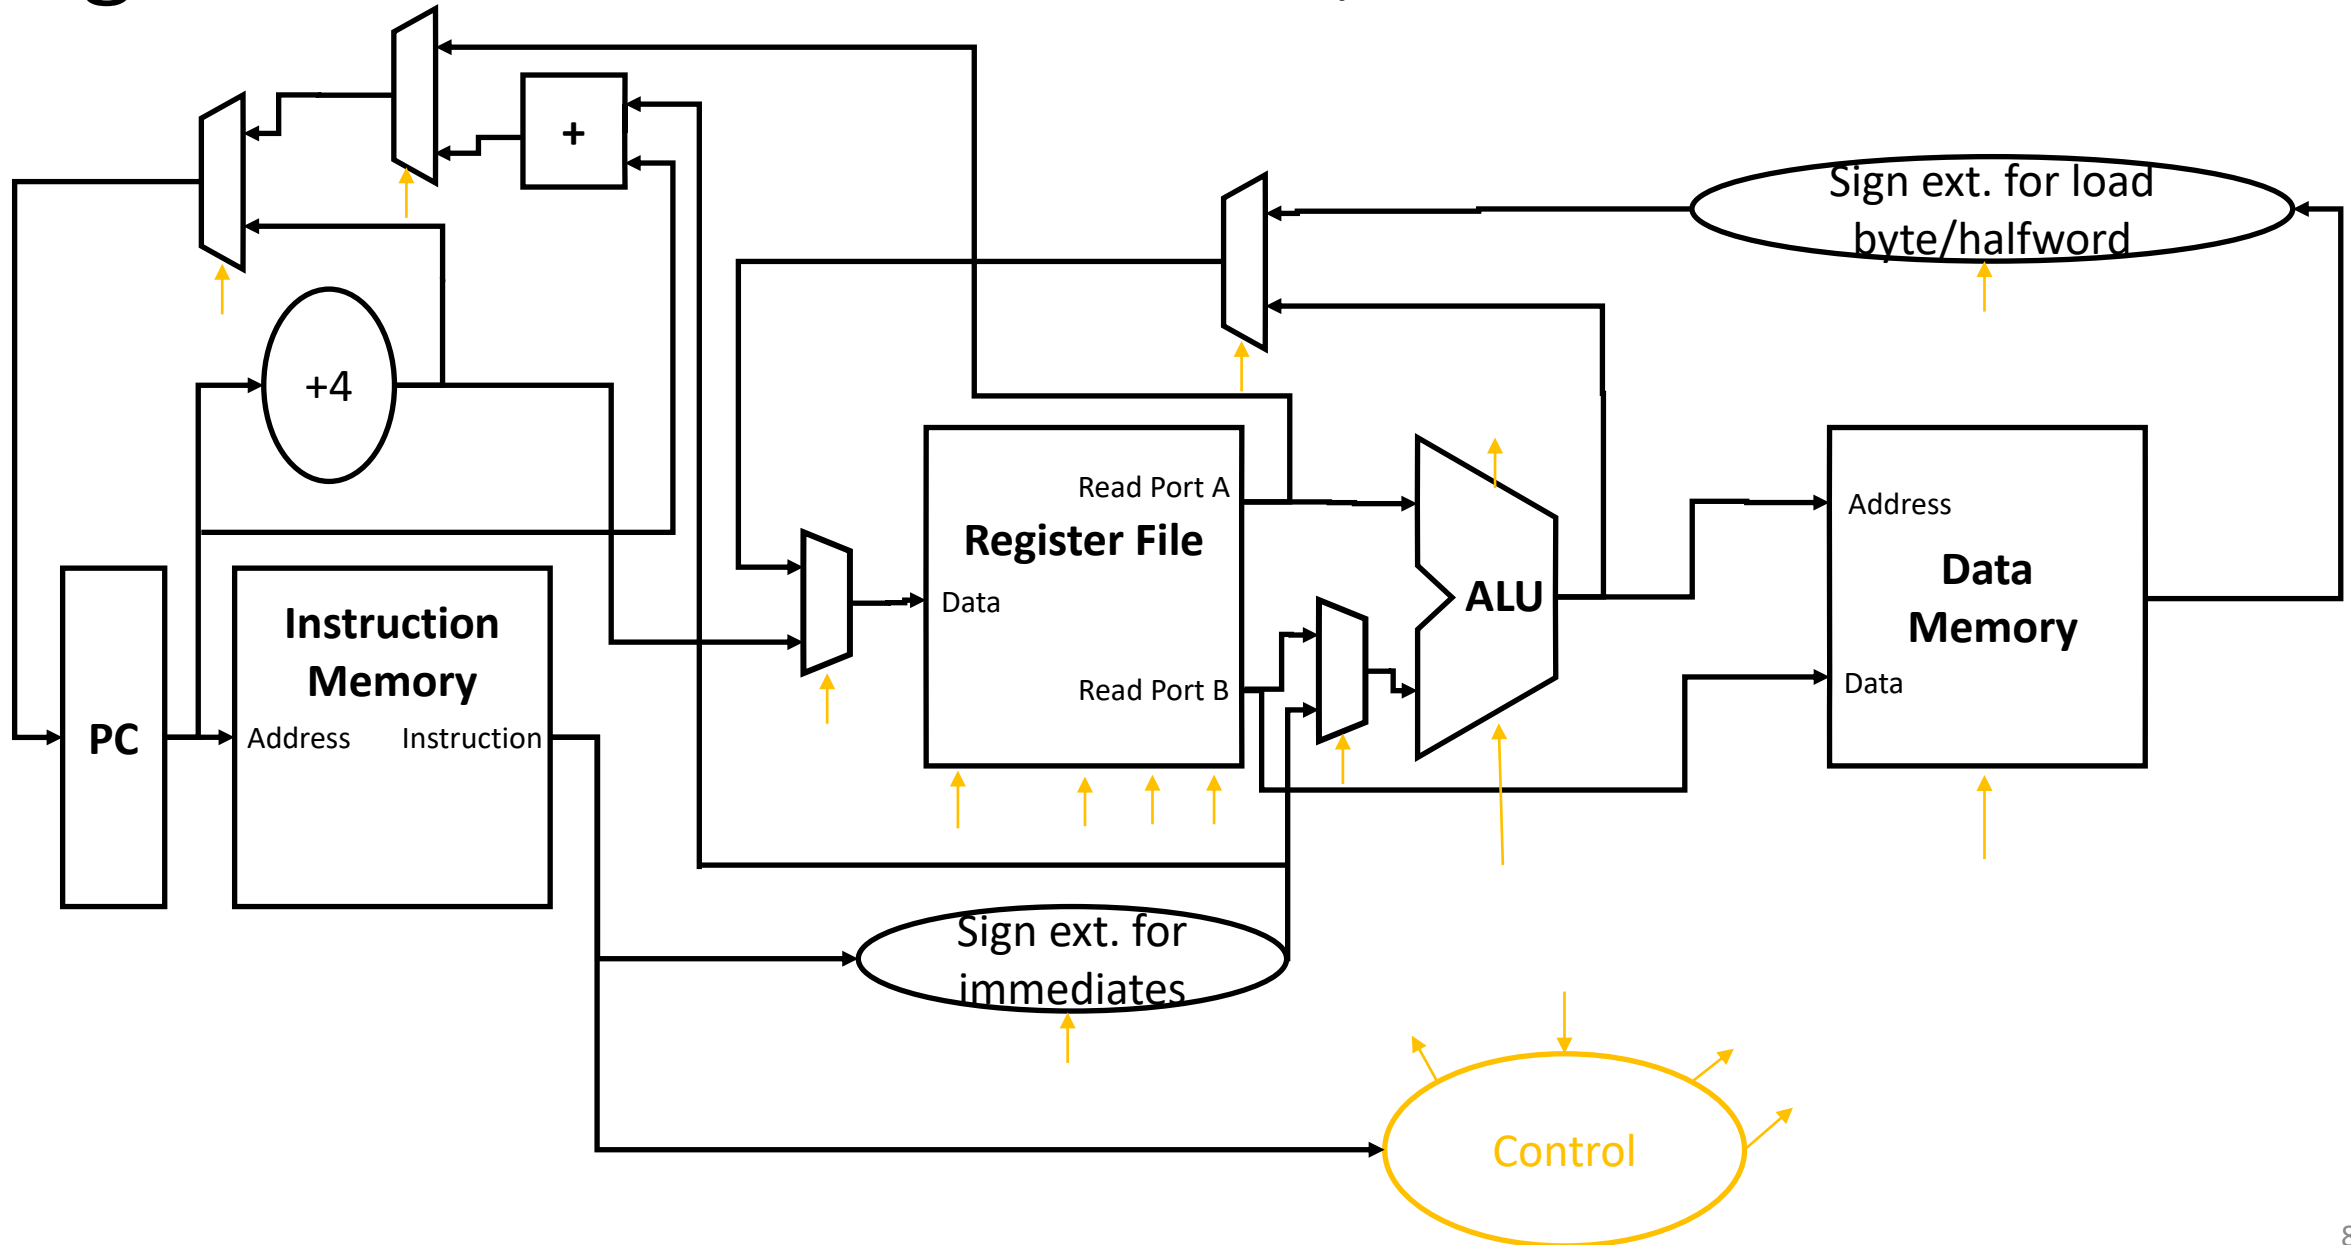 +
Sign ext. for load
byte/halfword
+4
Read Port A
Register File
Data
Read Port B
ALU
Address
Data
Memory
Data
Instruction
Memory
PC
Address
Instruction
Sign ext. for
immediates
Control